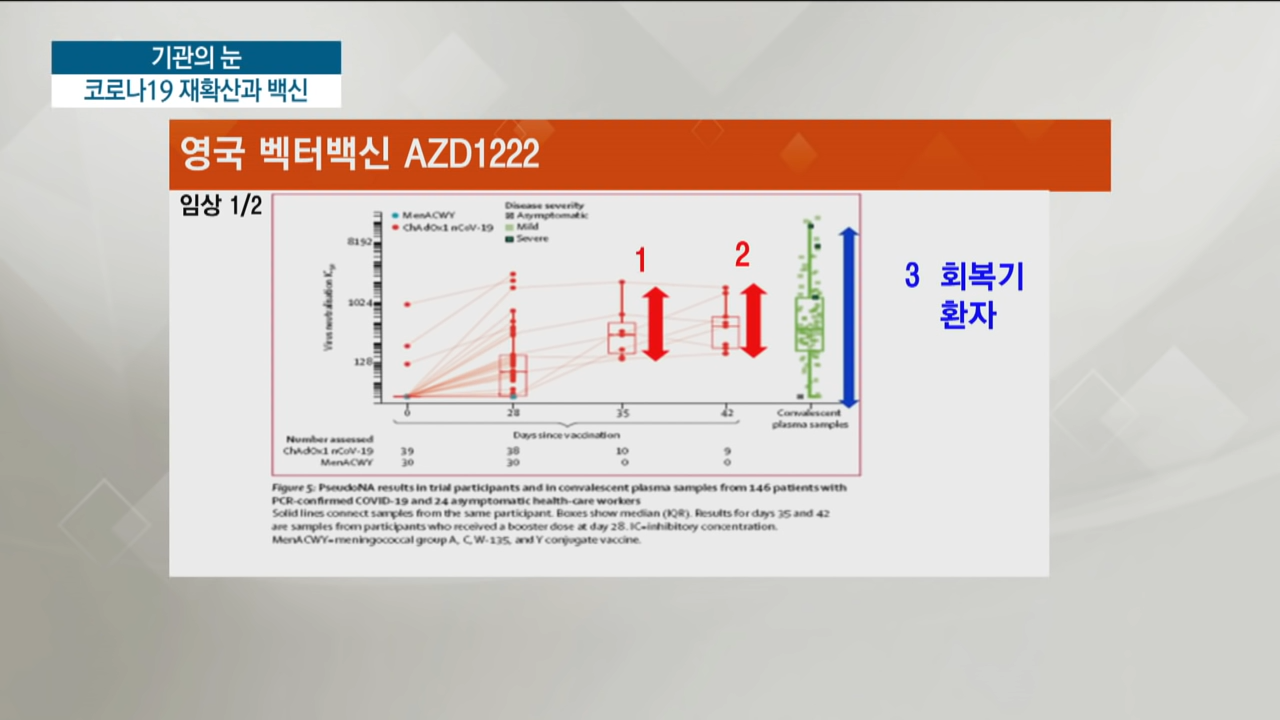 기관의 눈
코로나19 재확산과 백신
영국 벡터백신 AZD1222
임상 1/2
MenACWY
ChAdOx1 nCoV-19
Disease severity
Asymptomatic
Mild
Severe
1
2
3 회복기
환자
Virus neutralisation IC50
8192
1024
128
0 28 35 42 Convalescent
plasma samples
Days since vaccination
Number assessed
ChAdOx1 nCoV-19 39 38 10 9
MenACWY 30 30 0 0
Figure 5: PseudoNA results in trial participants and in convalescent plasma samples from 146 patients with
PCR-confirmed COVID-19 and 24 asymptomatic health-care workers
Solid lines connect samples from the same participant. Boxes show median (IQR). Results for days 35 and 42
are samples from participants who received a booster dose at day 28. IC=inhibitory concentration.
MenACWY=meningococcal group A, C, W-135, and Y conjugate vaccine.